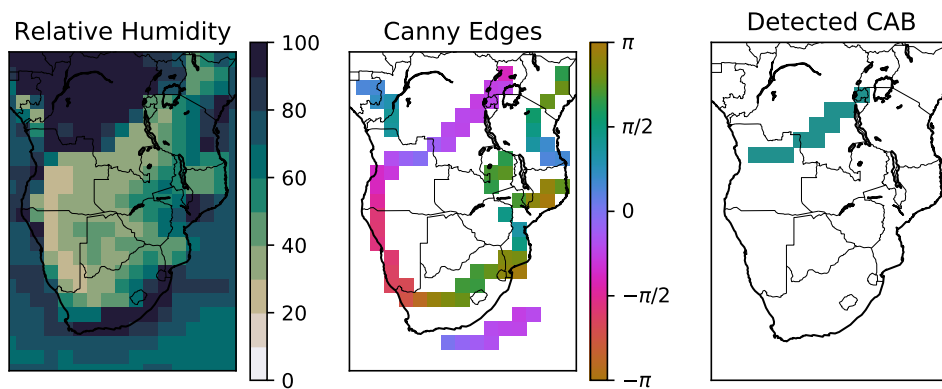 Relative Humidity
100
80
60
40
20
0
Canny Edges
π
π/2
0
−π/2
−π
Detected CAB